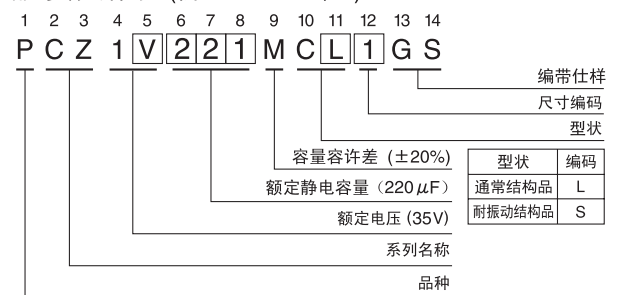 1 2 3 4 5 6 7 8 9 10 11 12 13 14
P C Z 1 V 2 2 1 M C L 1 G S
编带仕样
尺寸编码
型状
容量容许差 (±20%)
额定静电容量（220μF）
额定电压 (35V)
系列名称
品种
型状 编码
通常结构品 L
耐振动结构品 S